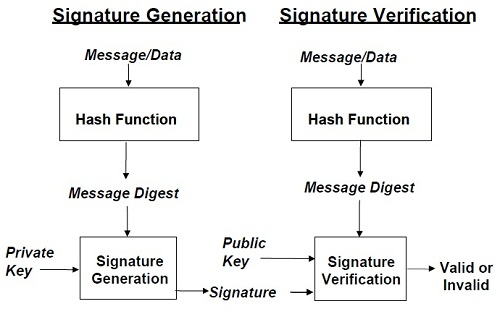 Signature Generation
Message/Data
Hash Function
Message Digest
Private
Key
Signature
Generation
Signature Verification
Message/Data
Hash Function
Message Digest
Public
Key
Signature
Signature
Verification
Valid or
Invalid